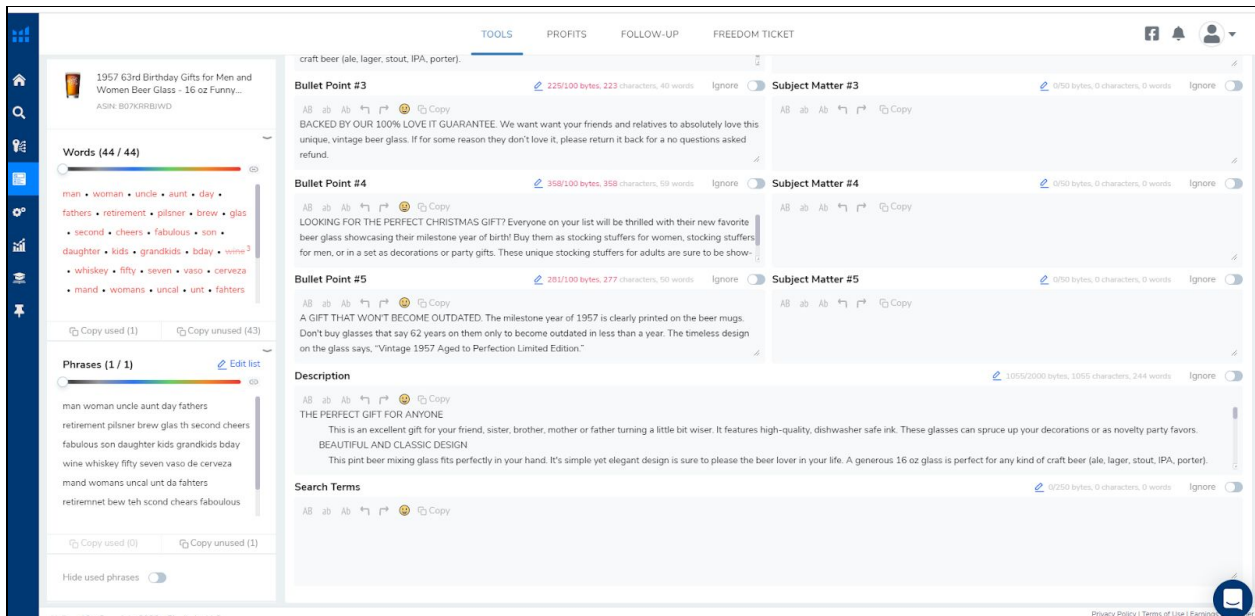 TOOLS PROFITS FOLLOW-UP FREEDOM TICKET
1957 63rd Birthday Gifts for Men and
Women Beer Glass - 16 oz Funny...
ASIN: B07KRRBJWD
Words (44 / 44)
man • woman • uncle • aunt • day •
fathers • retirement • pilsner • brew • glas
• second • cheers • fabulous • son •
daughter • kids • grandkids • bday • wine 3
• whiskey • fifty • seven • vaso • cerveza
• mand • womans • uncal • unt • fahters
Copy used (1) Copy unused (43)
Phrases (1 / 1) Edit list
man woman uncle aunt day fathers
retirement pilsner brew glas th second cheers
fabulous son daughter kids grandkids bday
wine whiskey fifty seven vaso de cerveza
mand womans uncal unt da fahters
retiremnet bew teh scond chears faboulous
Copy used (0) Copy unused (1)
Hide used phrases
craft beer (ale, lager, stout, IPA, porter).
Bullet Point #3 225/100 bytes, 223 characters, 40 words Ignore
AB ab Ab Copy
BACKED BY OUR 100% LOVE IT GUARANTEE. We want want your friends and relatives to absolutely love this
unique, vintage beer glass. If for some reason they don't love it, please return it back for a no questions asked
refund.
Subject Matter #3 0/50 bytes, 0 characters, 0 words Ignore
AB ab Ab Copy
Bullet Point #4 358/100 bytes, 358 characters, 59 words Ignore
AB ab Ab Copy
LOOKING FOR THE PERFECT CHRISTMAS GIFT? Everyone on your list will be thrilled with their new favorite
beer glass showcasing their milestone year of birth! Buy them as stocking stuffers for women, stocking stuffers
for men, or in a set as decorations or party gifts. These unique stocking stuffers for adults are sure to be show-
Subject Matter #4 0/50 bytes, 0 characters, 0 words Ignore
AB ab Ab Copy
Bullet Point #5 281/100 bytes, 277 characters, 50 words Ignore
AB ab Ab Copy
A GIFT THAT WON'T BECOME OUTDATED. The milestone year of 1957 is clearly printed on the beer mugs.
Don't buy glasses that say 62 years on them only to become outdated in less than a year. The timeless design
on the glass says, "Vintage 1957 Aged to Perfection Limited Edition."
Subject Matter #5 0/50 bytes, 0 characters, 0 words Ignore
AB ab Ab Copy
Description 1055/2000 bytes, 1055 characters, 244 words Ignore
AB ab Ab Copy
THE PERFECT GIFT FOR ANYONE
This is an excellent gift for your friend, sister, brother, mother or father turning a little bit wiser. It features high-quality, dishwasher safe ink. These glasses can spruce up your decorations or as novelty party favors.
BEAUTIFUL AND CLASSIC DESIGN
This pint beer mixing glass fits perfectly in your hand. It's simple yet elegant design is sure to please the beer lover in your life. A generous 16 oz glass is perfect for any kind of craft beer (ale, lager, stout, IPA, porter).
Search Terms 0/250 bytes, 0 characters, 0 words Ignore
AB ab Ab Copy
Privacy Policy | Terms of Use | Earnings